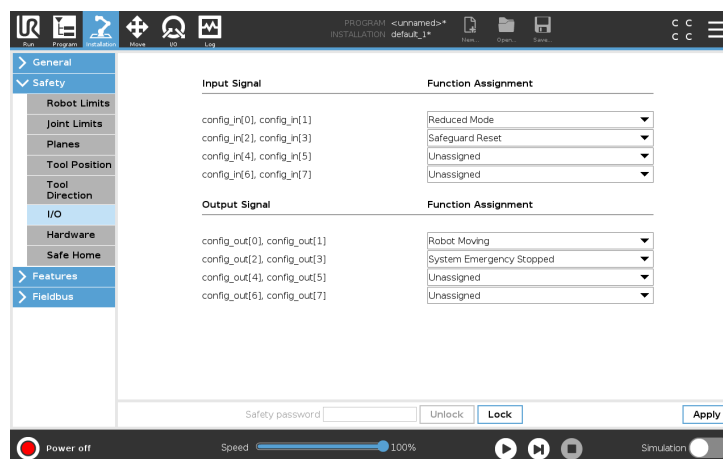 UR
Run
Program
Installation
Move
I/O
Log
PROGRAM <unnamed>*
INSTALLATION default_1*
New...
Open...
Save...
C C
C C
General
Safety
Robot Limits
Joint Limits
Planes
Tool Position
Tool
Direction
I/O
Hardware
Safe Home
Features
Fieldbus
Input Signal Function Assignment
config_in[0], config_in[1] Reduced Mode
config_in[2], config_in[3] Safeguard Reset
config_in[4], config_in[5] Unassigned
config_in[6], config_in[7] Unassigned
Output Signal Function Assignment
config_out[0], config_out[1] Robot Moving
config_out[2], config_out[3] System Emergency Stopped
config_out[4], config_out[5] Unassigned
config_out[6], config_out[7] Unassigned
Safety password Unlock Lock Apply
Power off Speed 100% Simulation